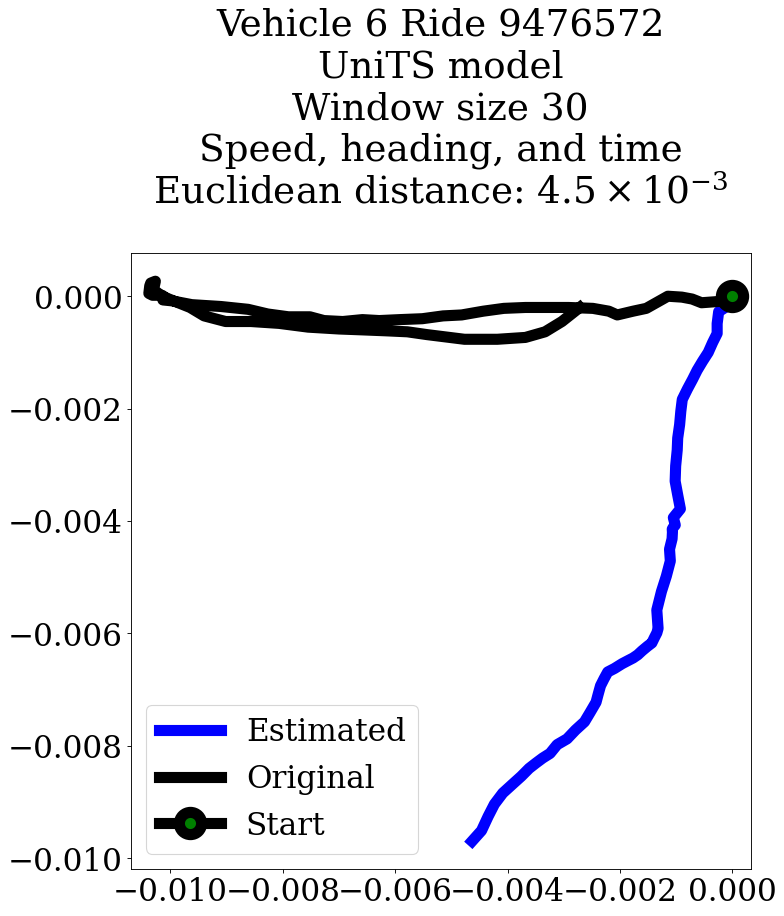 Vehicle 6 Ride 9476572
UniTS model
Window size 30
Speed, heading, and time
Euclidean distance: 4.5 × 10⁻³
0.000
−0.002
−0.004
−0.006
−0.008
−0.010
Estimated
Original
Start
−0.010 −0.008 −0.006 −0.004 −0.002 0.000